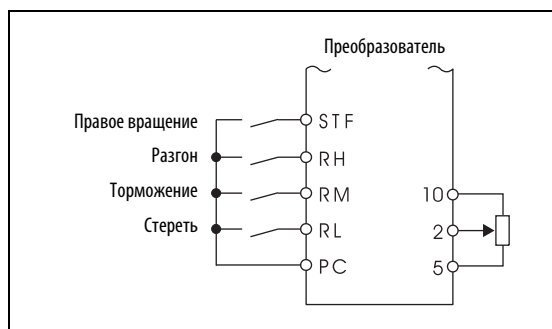 Преобразователь
Правое вращение STF
Разгон RH
Торможение RM 10
Стереть RL 2
PC 5